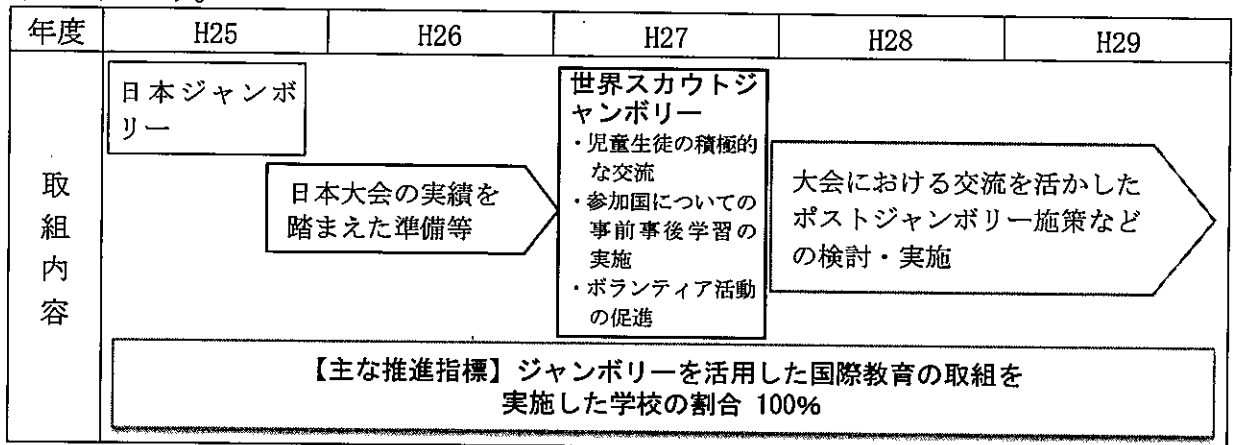 年度 H25 H26 H27 H28 H29
取組内容
日本ジャンボ
リー
日本大会の実績を
踏まえた準備等
世界スカウトジ
ャンボリー
・児童生徒の積極的
な交流
・参加国についての
事前事後学習の
実施
・ボランティア活動
の促進
大会における交流を活かした
ポストジャンボリー施策など
の検討・実施
【主な推進指標】ジャンボリーを活用した国際教育の取組を
実施した学校の割合 100%